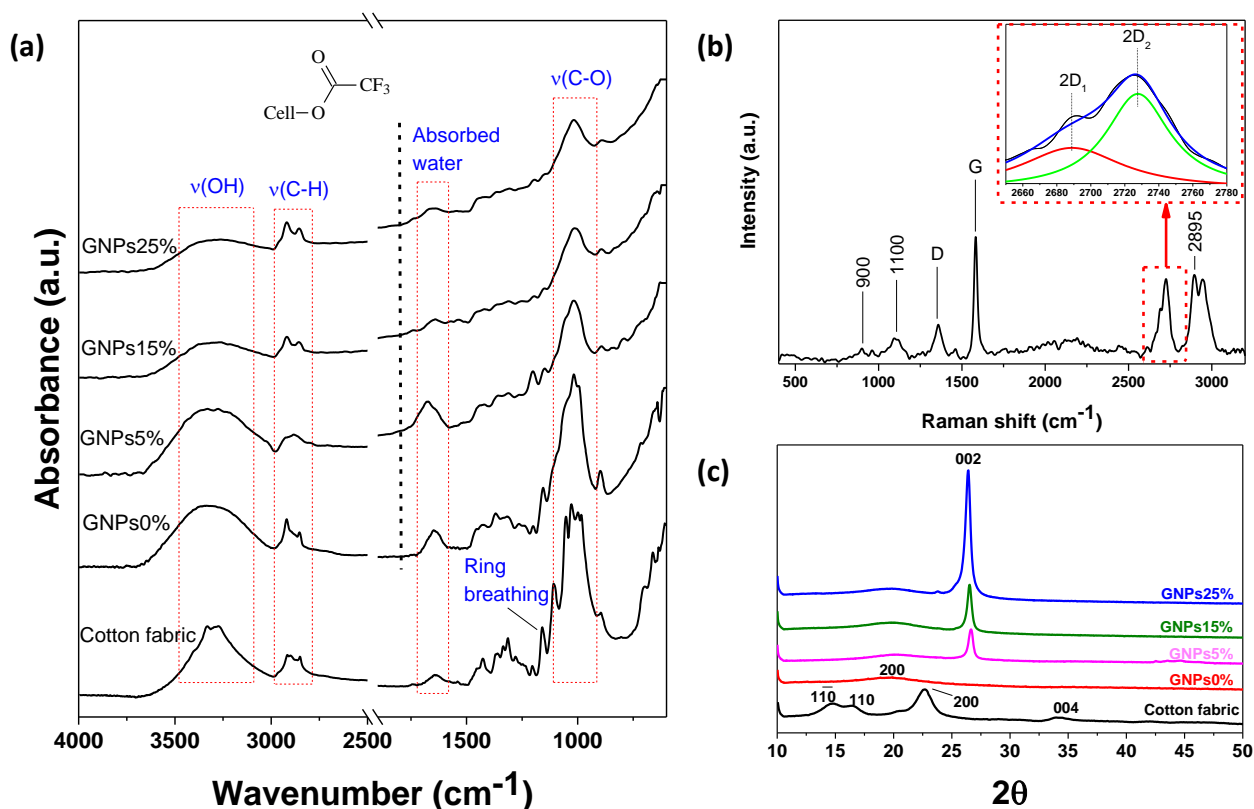 (a)
O
Cell-O
CF3
ν(C-O)
Absorbed
water
ν(OH)
ν(C-H)
GNPs25%
GNPs15%
GNPs5%
GNPs0%
Ring
breathing
Cotton fabric
Absorbance (a.u.)
4000 3500 3000 2500 1500 1000
Wavenumber (cm-1)
(b)
2D2
2D1
2660 2680 2700 2720 2740 2760 2780
G
D
900
1100
2895
Intensity (a.u.)
500 1000 1500 2000 2500 3000
Raman shift (cm-1)
(c)
002
GNPs25%
GNPs15%
GNPs5%
GNPs0%
200
11̅0
110
200
004
Cotton fabric
10 15 20 25 30 35 40 45 50
2θ